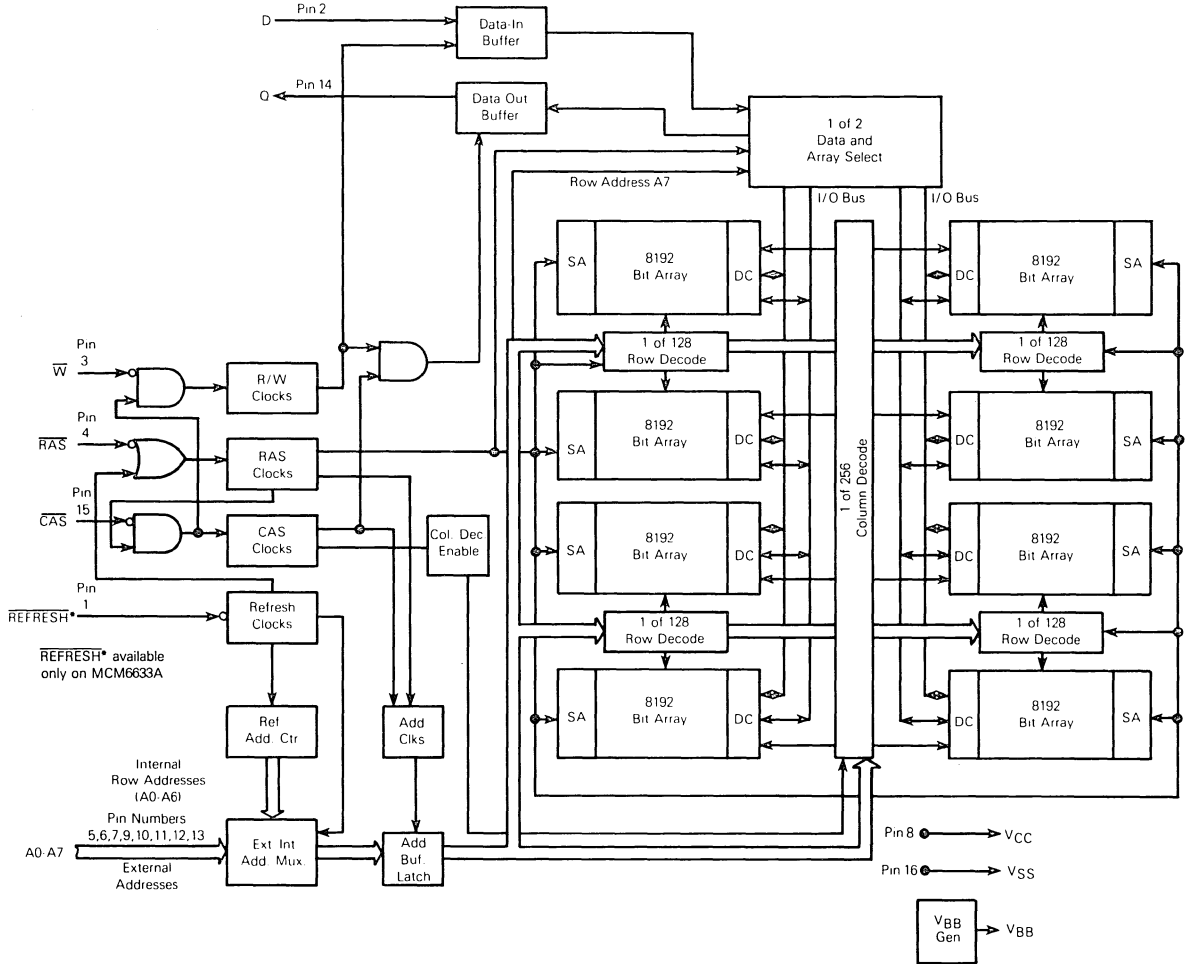 D
Pin 2
Data-In
Buffer
Q
Pin 14
Data Out
Buffer
1 of 2
Data and
Array Select
Row Address A7
I/O Bus
I/O Bus
SA
8192
Bit Array
DC
DC
8192
Bit Array
SA
1 of 128
Row Decode
1 of 128
Row Decode
Pin
3
W
R/W
Clocks
Pin
4
RAS
RAS
Clocks
SA
8192
Bit Array
DC
DC
8192
Bit Array
SA
1 of 256
Column Decode
Pin
15
CAS
CAS
Clocks
Col. Dec
Enable
SA
8192
Bit Array
DC
DC
8192
Bit Array
SA
Pin
1
REFRESH*
Refresh
Clocks
1 of 128
Row Decode
1 of 128
Row Decode
REFRESH* available
only on MCM6633A
SA
8192
Bit Array
DC
DC
8192
Bit Array
SA
Ref
Add. Ctr
Add
Clks
Internal
Row Addresses
(A0-A6)
Pin Numbers
5,6,7,9,10,11,12,13
A0-A7
External
Addresses
Ext Int
Add. Mux.
Add
Buf.
Latch
Pin 8
VCC
Pin 16
VSS
VBB
Gen
VBB